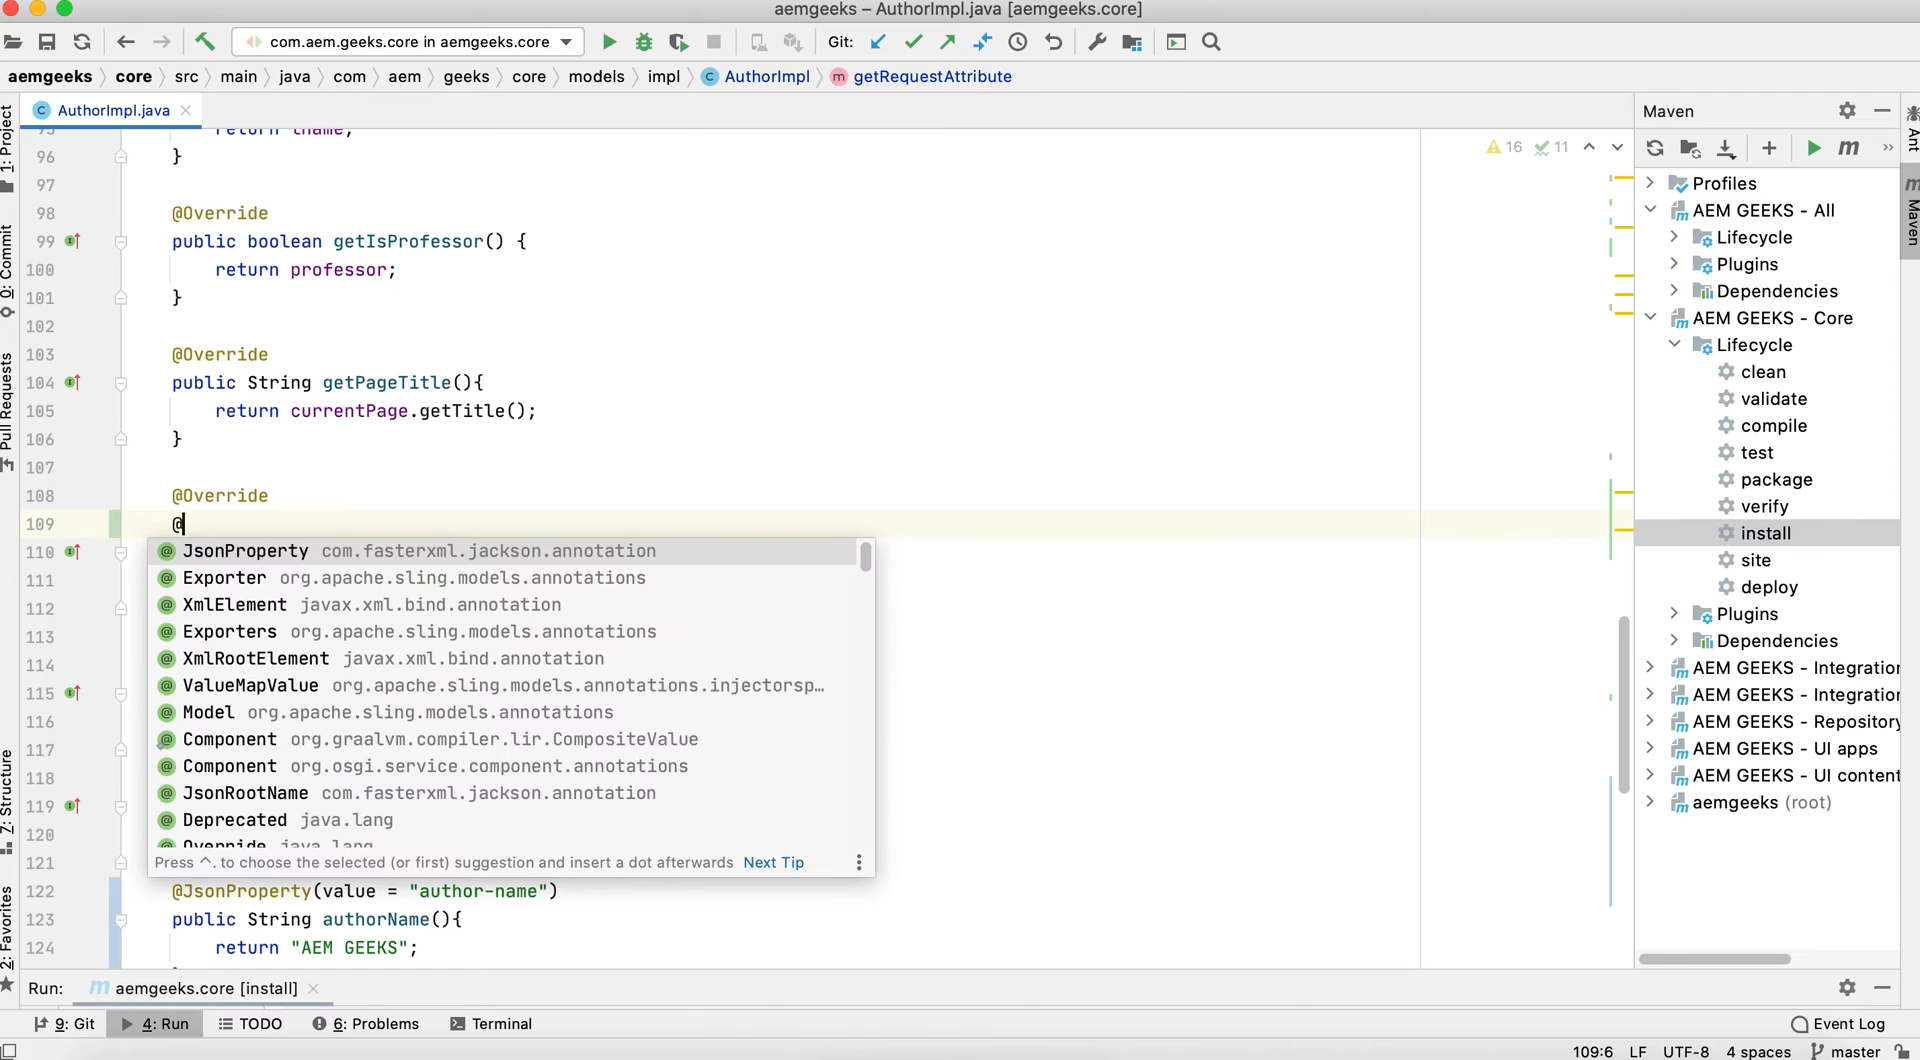 aemgeeks – AuthorImpl.java [aemgeeks.core]
com.aem.geeks.core in aemgeeks.core
Git:
aemgeeks core src main java com aem geeks core models impl AuthorImpl getRequestAttribute
AuthorImpl.java
Maven
1: Project
0: Commit
Pull Requests
7: Structure
2: Favorites
Ant
Maven
16 11
95 return tname;
96 }
97
98 @Override
99 public boolean getIsProfessor() {
100 return professor;
101 }
102
103 @Override
104 public String getPageTitle(){
105 return currentPage.getTitle();
106 }
107
108 @Override
109 @
110
111
112
113
114
115
116
117
118
119
120
121
JsonProperty com.fasterxml.jackson.annotation
Exporter org.apache.sling.models.annotations
XmlElement javax.xml.bind.annotation
Exporters org.apache.sling.models.annotations
XmlRootElement javax.xml.bind.annotation
ValueMapValue org.apache.sling.models.annotations.injectorsp…
Model org.apache.sling.models.annotations
Component org.graalvm.compiler.lir.CompositeValue
Component org.osgi.service.component.annotations
JsonRootName com.fasterxml.jackson.annotation
Deprecated java.lang
Override java.lang
Press ^. to choose the selected (or first) suggestion and insert a dot afterwards Next Tip
122 @JsonProperty(value = "author-name")
123 public String authorName(){
124 return "AEM GEEKS";
Profiles
AEM GEEKS - All
Lifecycle
Plugins
Dependencies
AEM GEEKS - Core
Lifecycle
clean
validate
compile
test
package
verify
install
site
deploy
Plugins
Dependencies
AEM GEEKS - Integration
AEM GEEKS - Integration
AEM GEEKS - Repository
AEM GEEKS - UI apps
AEM GEEKS - UI content
aemgeeks (root)
Run: aemgeeks.core [install]
9: Git 4: Run TODO 6: Problems Terminal Event Log
109:6 LF UTF-8 4 spaces master